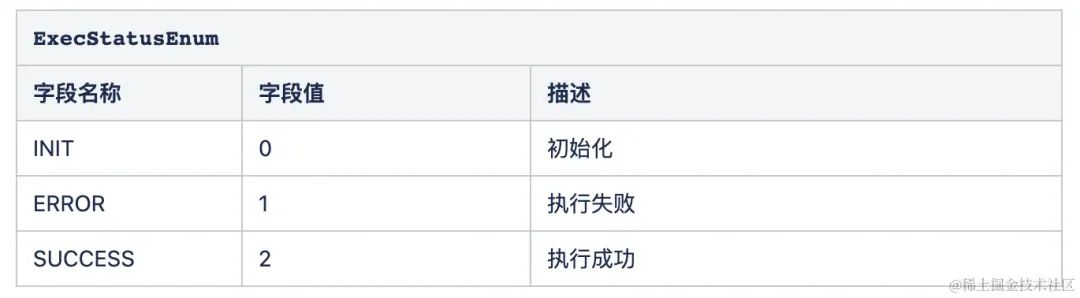 ExecStatusEnum
字段名称 字段值 描述
INIT 0 初始化
ERROR 1 执行失败
SUCCESS 2 执行成功
@稀土掘金技术社区